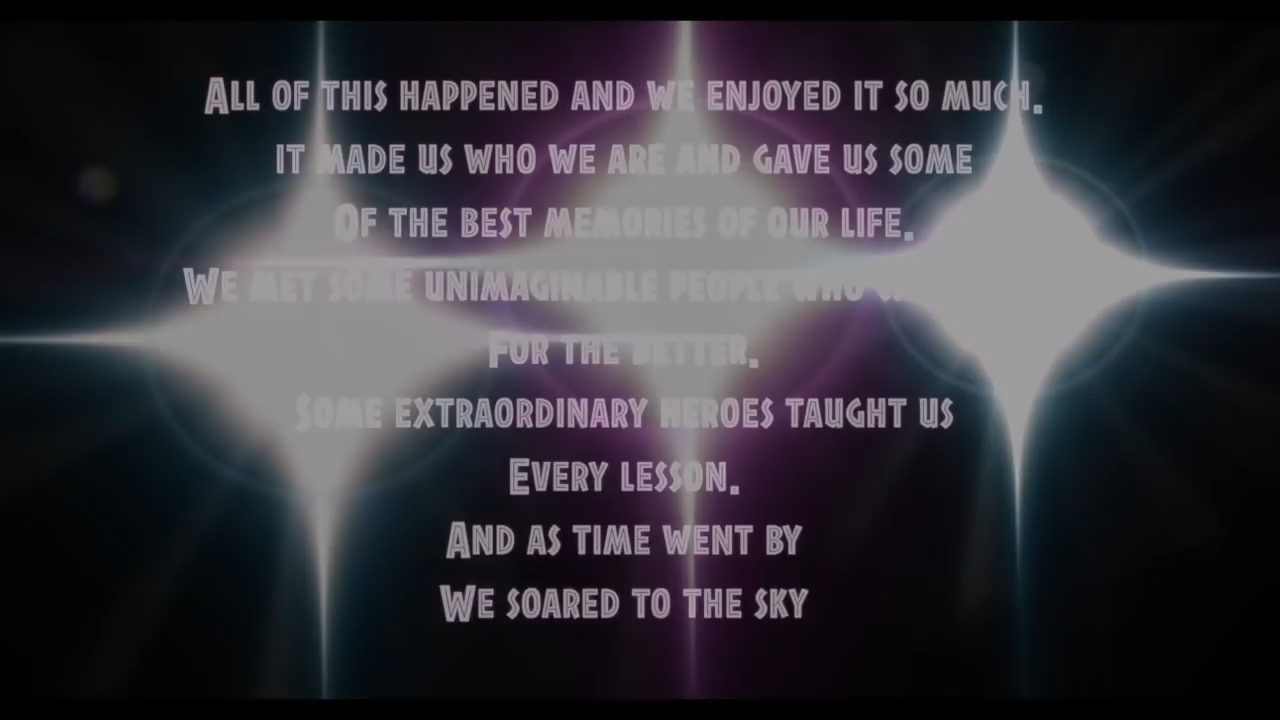 All of this happened and we enjoyed it so much.
it made us who we are and gave us some
Of the best memories of our life.
We met some unimaginable people who
For the better.
Some extraordinary heroes taught us
Every lesson.
And as time went by
We soared to the sky